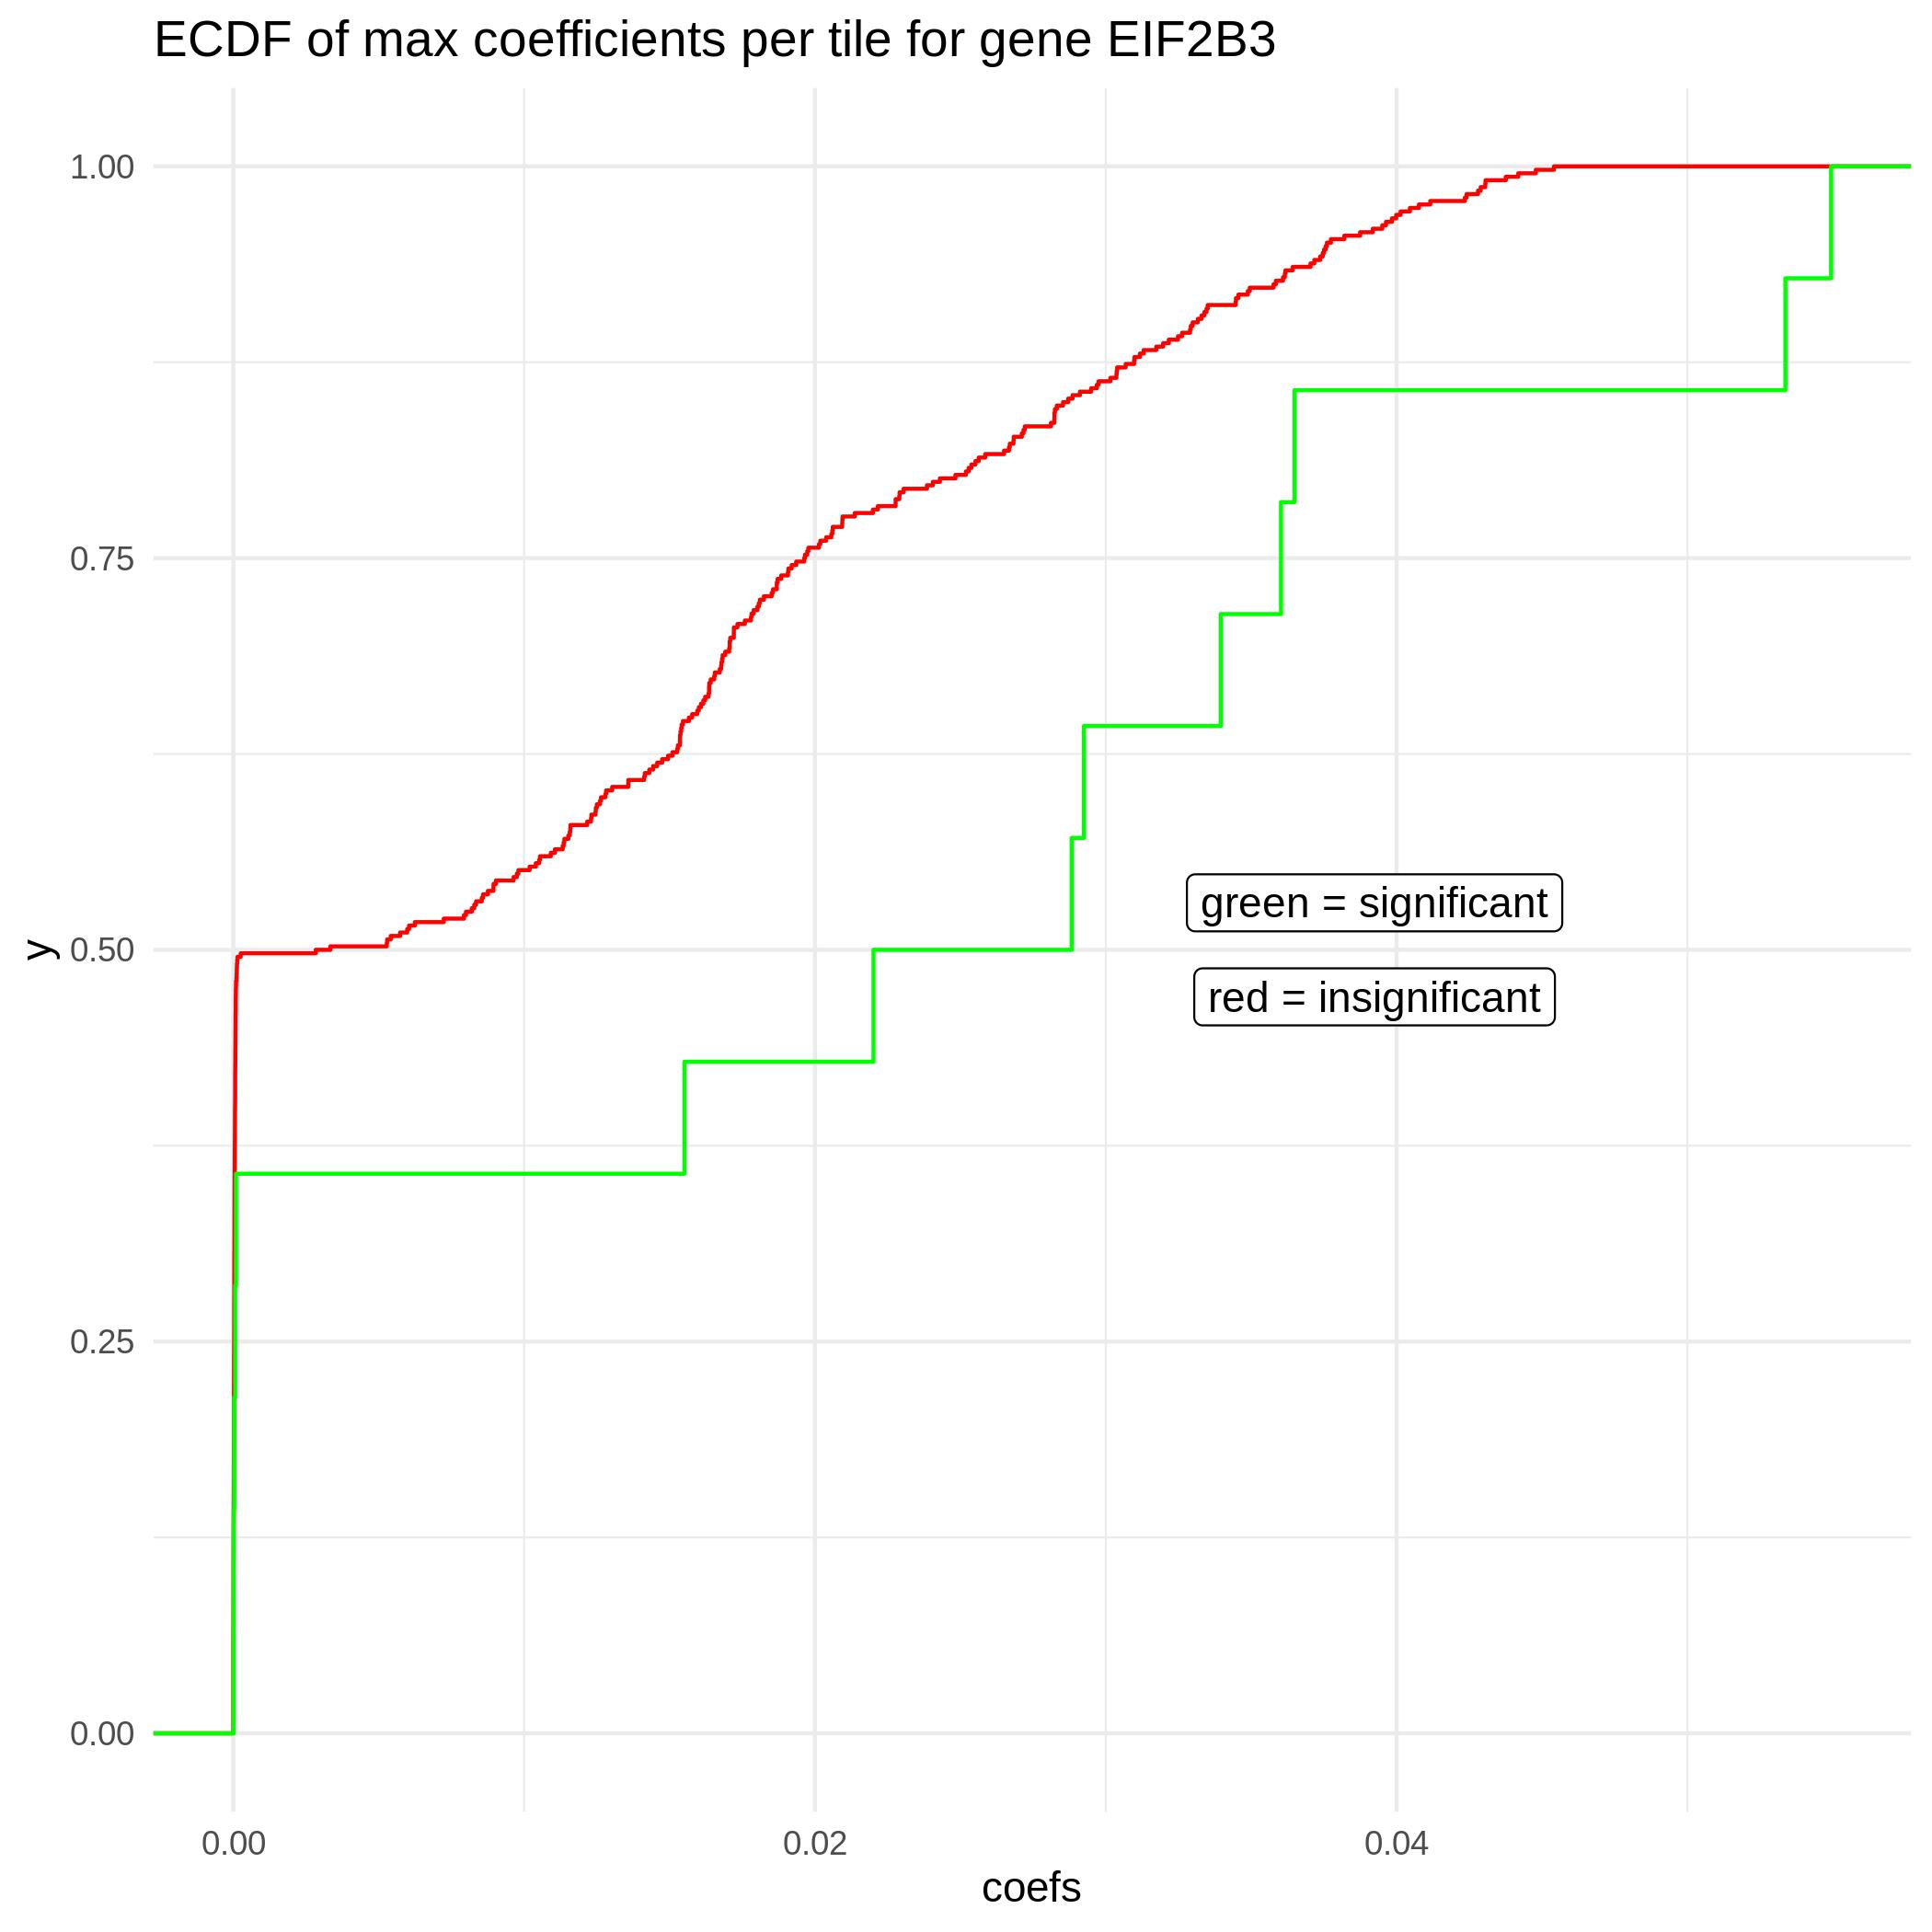 ECDF of max coefficients per tile for gene EIF2B3
1.00
0.75
0.50
0.25
0.00
y
green = significant
red = insignificant
0.00 0.02 0.04
coefs